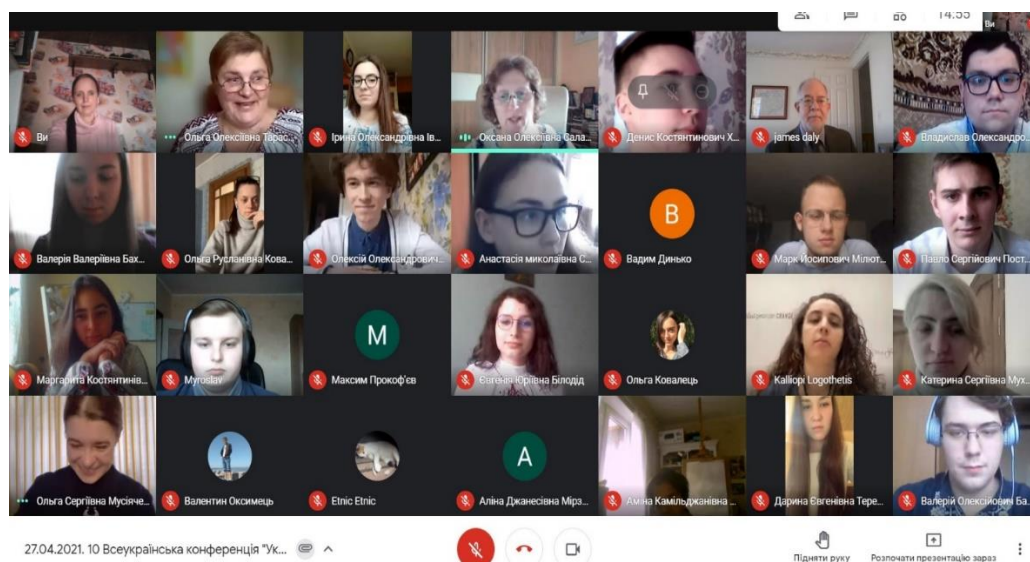 14:55
Ви
Ви
Ольга Олексіївна Тарас...
Ірина Олександрівна Ів...
Оксана Олексіївна Сала...
Денис Костянтинович Х...
james daly
Владислав Олександро...
Валерія Валеріївна Бах...
Ольга Русланівна Кова...
Олексій Олександрович...
Анастасія миколаївна С...
В
Вадим Динько
Марк Йосипович Мілют...
Павло Сергійович Пост...
Маргарита Костянтинів...
Myroslav
М
Максим Прокоф'єв
Євгенія Юріївна Білодід
Ольга Ковалець
Kalliopi Logothetis
Катерина Сергіївна Мух...
Ольга Сергіївна Мусієче...
Валентин Оксимець
Etnic Etnic
А
Аліна Джанесівна Мірз...
Аміна Камільджанівна ...
Дарина Євгенівна Тере...
Валерій Олексійович Ба...
27.04.2021. 10 Всеукраїнська конференція "Ук...
Підняти руку
Розпочати презентацію зараз